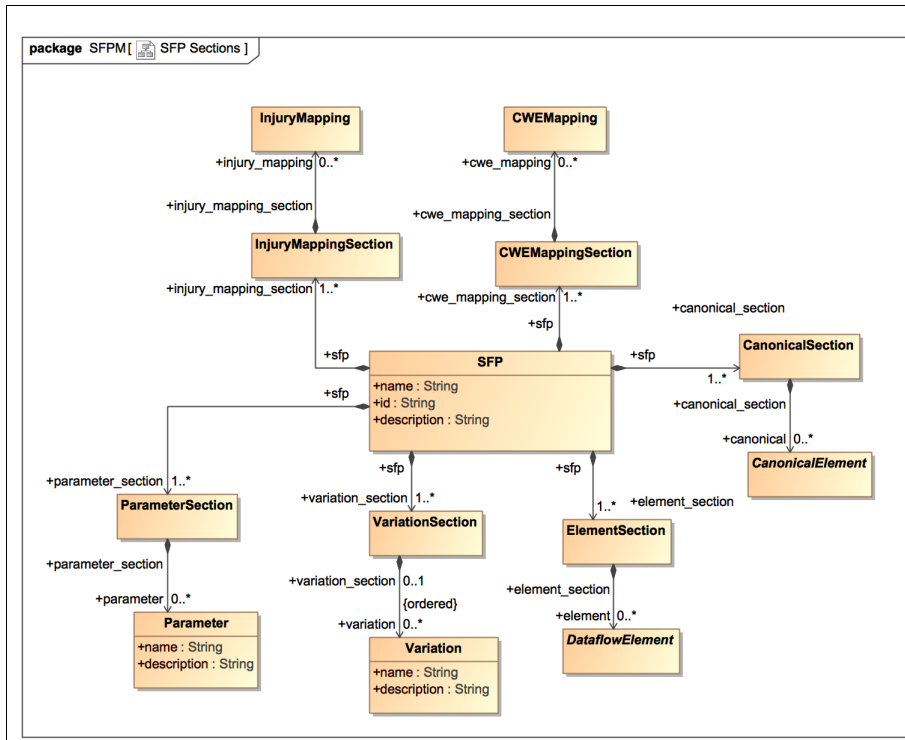 package SFPM[ SFP Sections ]
InjuryMapping
CWEMapping
+injury_mapping 0..*
+cwe_mapping 0..*
+injury_mapping_section
+cwe_mapping_section
InjuryMappingSection
CWEMappingSection
+injury_mapping_section 1..*
+cwe_mapping_section 1..*
+canonical_section
+sfp
CanonicalSection
+sfp
SFP
+sfp
1..*
+name : String
+id : String
+description : String
+sfp
+canonical_section
+canonical 0..*
CanonicalElement
+sfp
+sfp
+parameter_section 1..*
+variation_section 1..*
1..* +element_section
ParameterSection
VariationSection
ElementSection
+parameter_section
+variation_section 0..1
+element_section
{ordered}
+parameter 0..*
+variation 0..*
+element 0..*
Parameter
+name : String
+description : String
Variation
+name : String
+description : String
DataflowElement